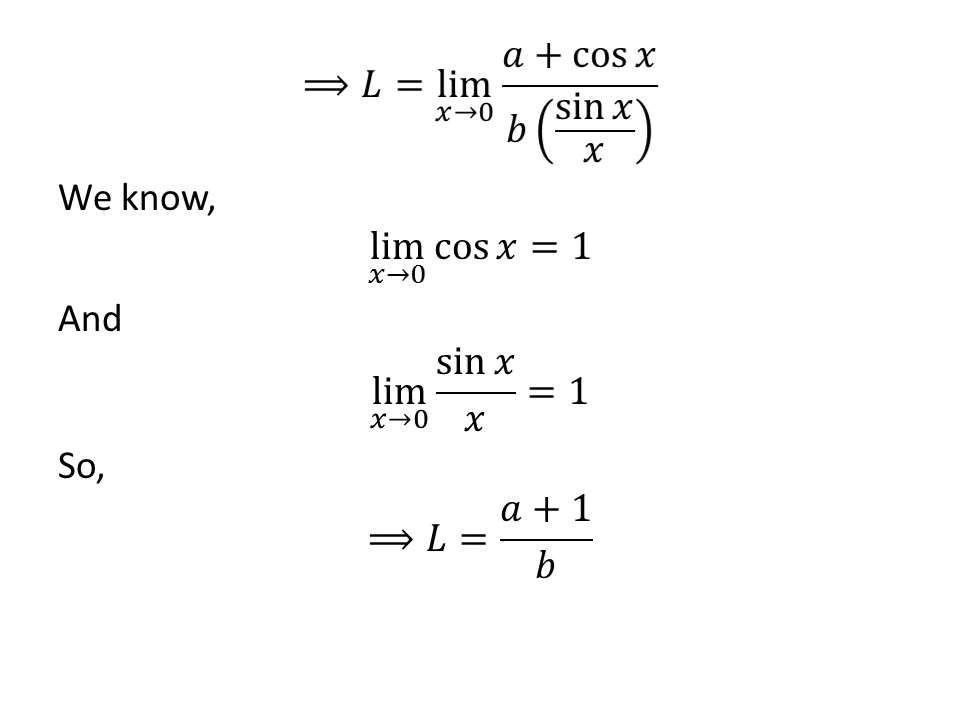 ⟹ L = lim_{x→0} (a + cos x) / (b (sin x / x))
We know,
lim_{x→0} cos x = 1
And
lim_{x→0} sin x / x = 1
So,
⟹ L = (a + 1) / b